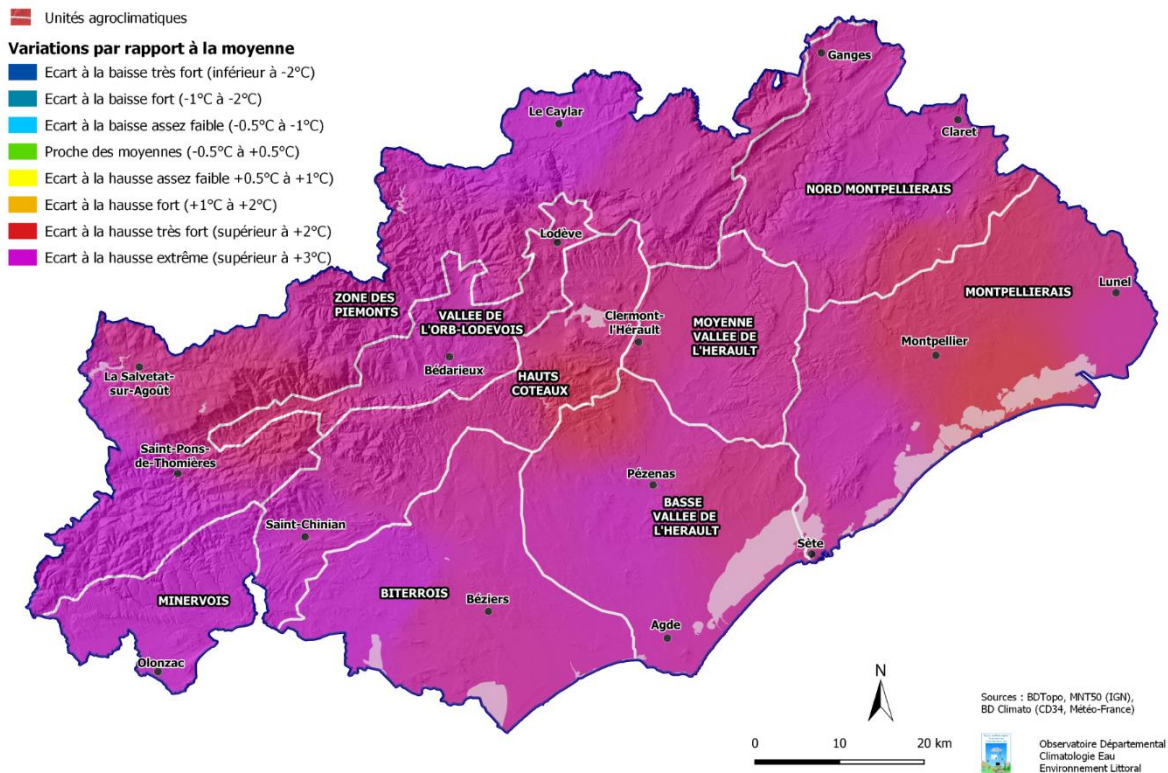 Unités agroclimatiques
Variations par rapport à la moyenne
Ecart à la baisse très fort (inférieur à -2°C)
Ecart à la baisse fort (-1°C à -2°C)
Ecart à la baisse assez faible (-0.5°C à -1°C)
Proche des moyennes (-0.5°C à +0.5°C)
Ecart à la hausse assez faible +0.5°C à +1°C)
Ecart à la hausse fort (+1°C à +2°C)
Ecart à la hausse très fort (supérieur à +2°C)
Ecart à la hausse extrême (supérieur à +3°C)
Ganges
Le Caylar
Claret
NORD MONTPELLIERAIS
Lodève
ZONE DES
PIEMONTS
VALLEE DE
L'ORB-LODEVOIS
Clermont-
l'Hérault
MOYENNE
VALLEE DE
L'HERAULT
MONTPELLIERAIS
Lunel
Montpellier
La Salvetat-
sur-Agoût
Bédarieux
HAUTS
COTEAUX
Saint-Pons-
de-Thomières
Pézenas
BASSE
VALLEE DE
L'HERAULT
Saint-Chinian
Sète
MINERVOIS
BITERROIS
Béziers
Agde
Olonzac
N
0 10 20 km
Sources : BDTopo, MNT50 (IGN),
BD Climato (CD34, Météo-France)
Observatoire Départemental
Climatologie Eau
Environnement Littoral